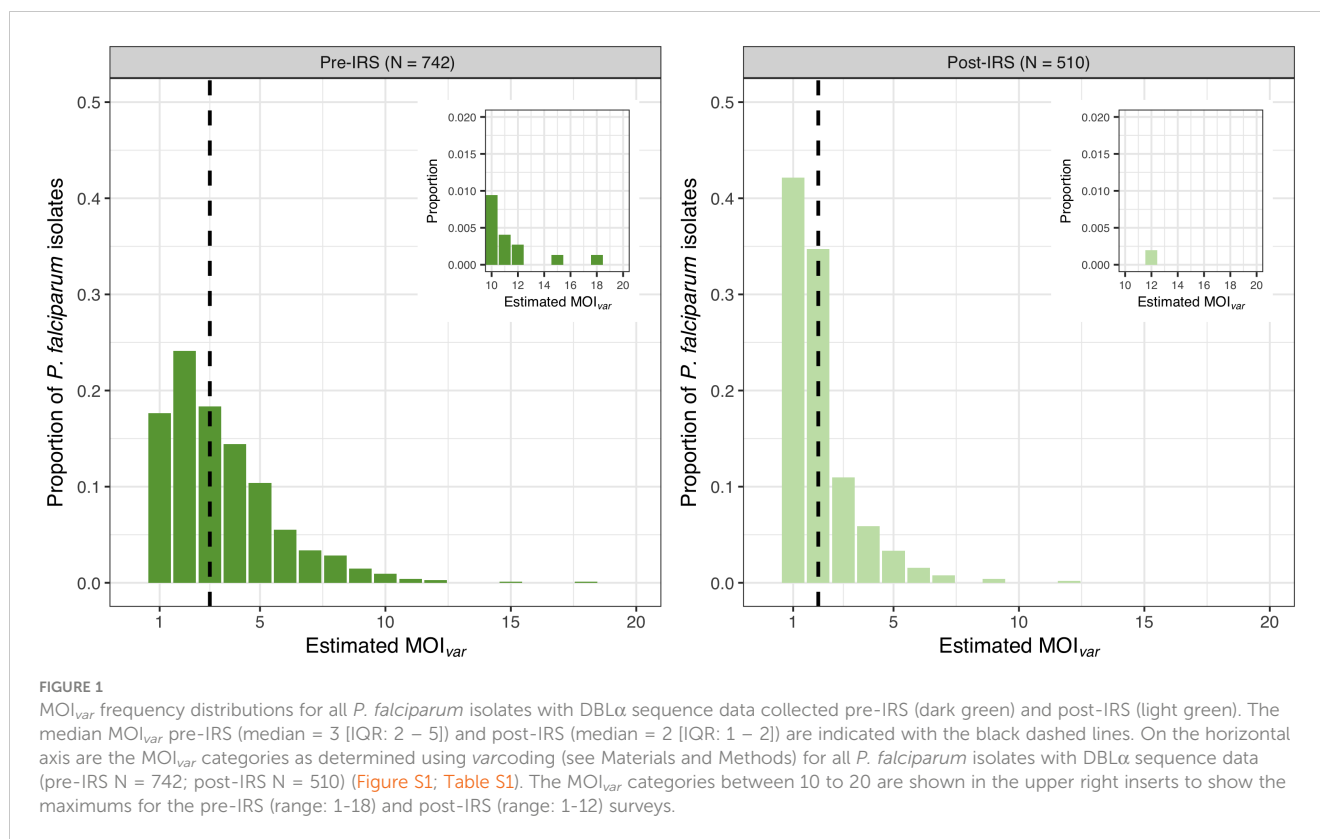 Pre-IRS (N = 742)
0.5
0.4
0.3
0.2
0.1
0.0
Proportion of P. falciparum isolates
1 5 10 15 20
Estimated MOIvar
0.020
0.015
0.010
0.005
0.000
Proportion
10 12 14 16 18 20
Estimated MOIvar
Post-IRS (N = 510)
0.5
0.4
0.3
0.2
0.1
0.0
Proportion of P. falciparum isolates
1 5 10 15 20
Estimated MOIvar
0.020
0.015
0.010
0.005
0.000
Proportion
10 12 14 16 18 20
Estimated MOIvar
FIGURE 1
MOIvar frequency distributions for all P. falciparum isolates with DBLα sequence data collected pre-IRS (dark green) and post-IRS (light green). The
median MOIvar pre-IRS (median = 3 [IQR: 2 – 5]) and post-IRS (median = 2 [IQR: 1 – 2]) are indicated with the black dashed lines. On the horizontal
axis are the MOIvar categories as determined using varcoding (see Materials and Methods) for all P. falciparum isolates with DBLα sequence data
(pre-IRS N = 742; post-IRS N = 510) (Figure S1; Table S1). The MOIvar categories between 10 to 20 are shown in the upper right inserts to show the
maximums for the pre-IRS (range: 1-18) and post-IRS (range: 1-12) surveys.